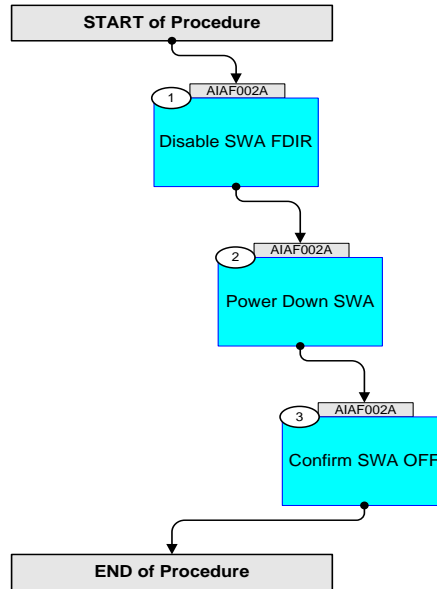 START of Procedure
AIAF002A
1
Disable SWA FDIR
AIAF002A
2
Power Down SWA
AIAF002A
3
Confirm SWA OFF
END of Procedure